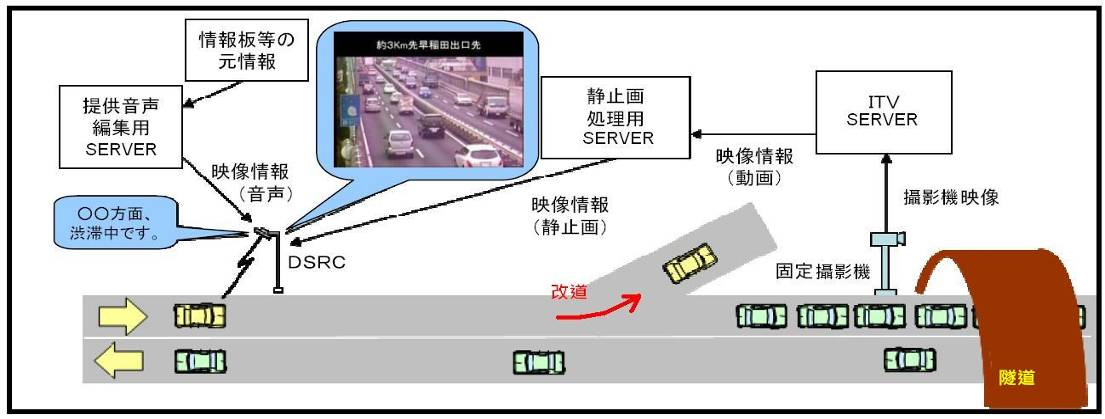 情報板等の
元情報
約3Km先早稲田出口先
提供音声
編集用
SERVER
静止画
処理用
SERVER
ITV
SERVER
映像情報
（音声）
映像情報
（動画）
映像情報
（静止画）
攝影機映像
〇〇方面、
渋滞中です。
DSRC
固定攝影機
改道
隧道